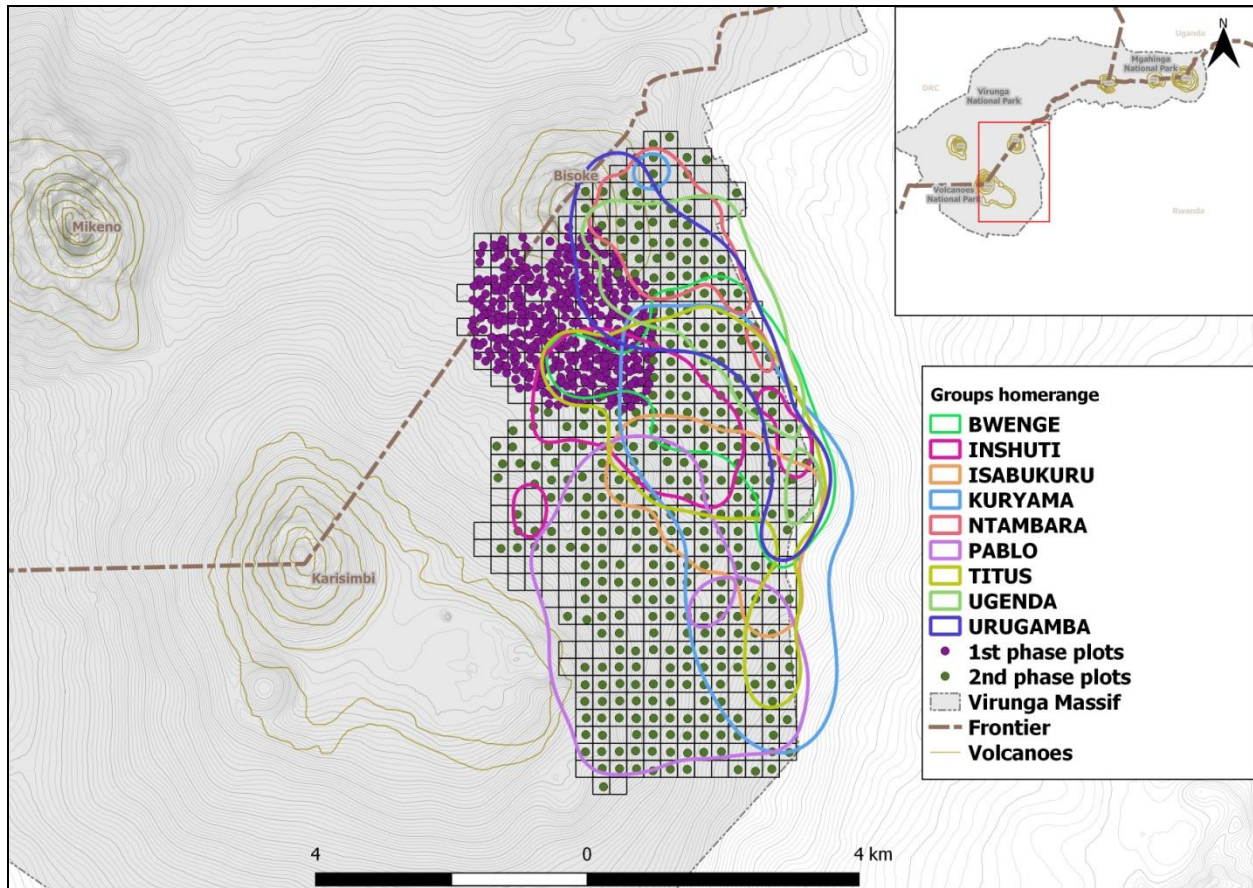 Mikeno
Bisoke
Karisimbi
N
Uganda
Mgahinga
National Park
DRC
Virunga
National Park
Volcanoes
National Park
Rwanda
Groups homerange
BWENGE
INSHUTI
ISABUKURU
KURYAMA
NTAMBARA
PABLO
TITUS
UGENDA
URUGAMBA
1st phase plots
2nd phase plots
Virunga Massif
Frontier
Volcanoes
4 0 4 km